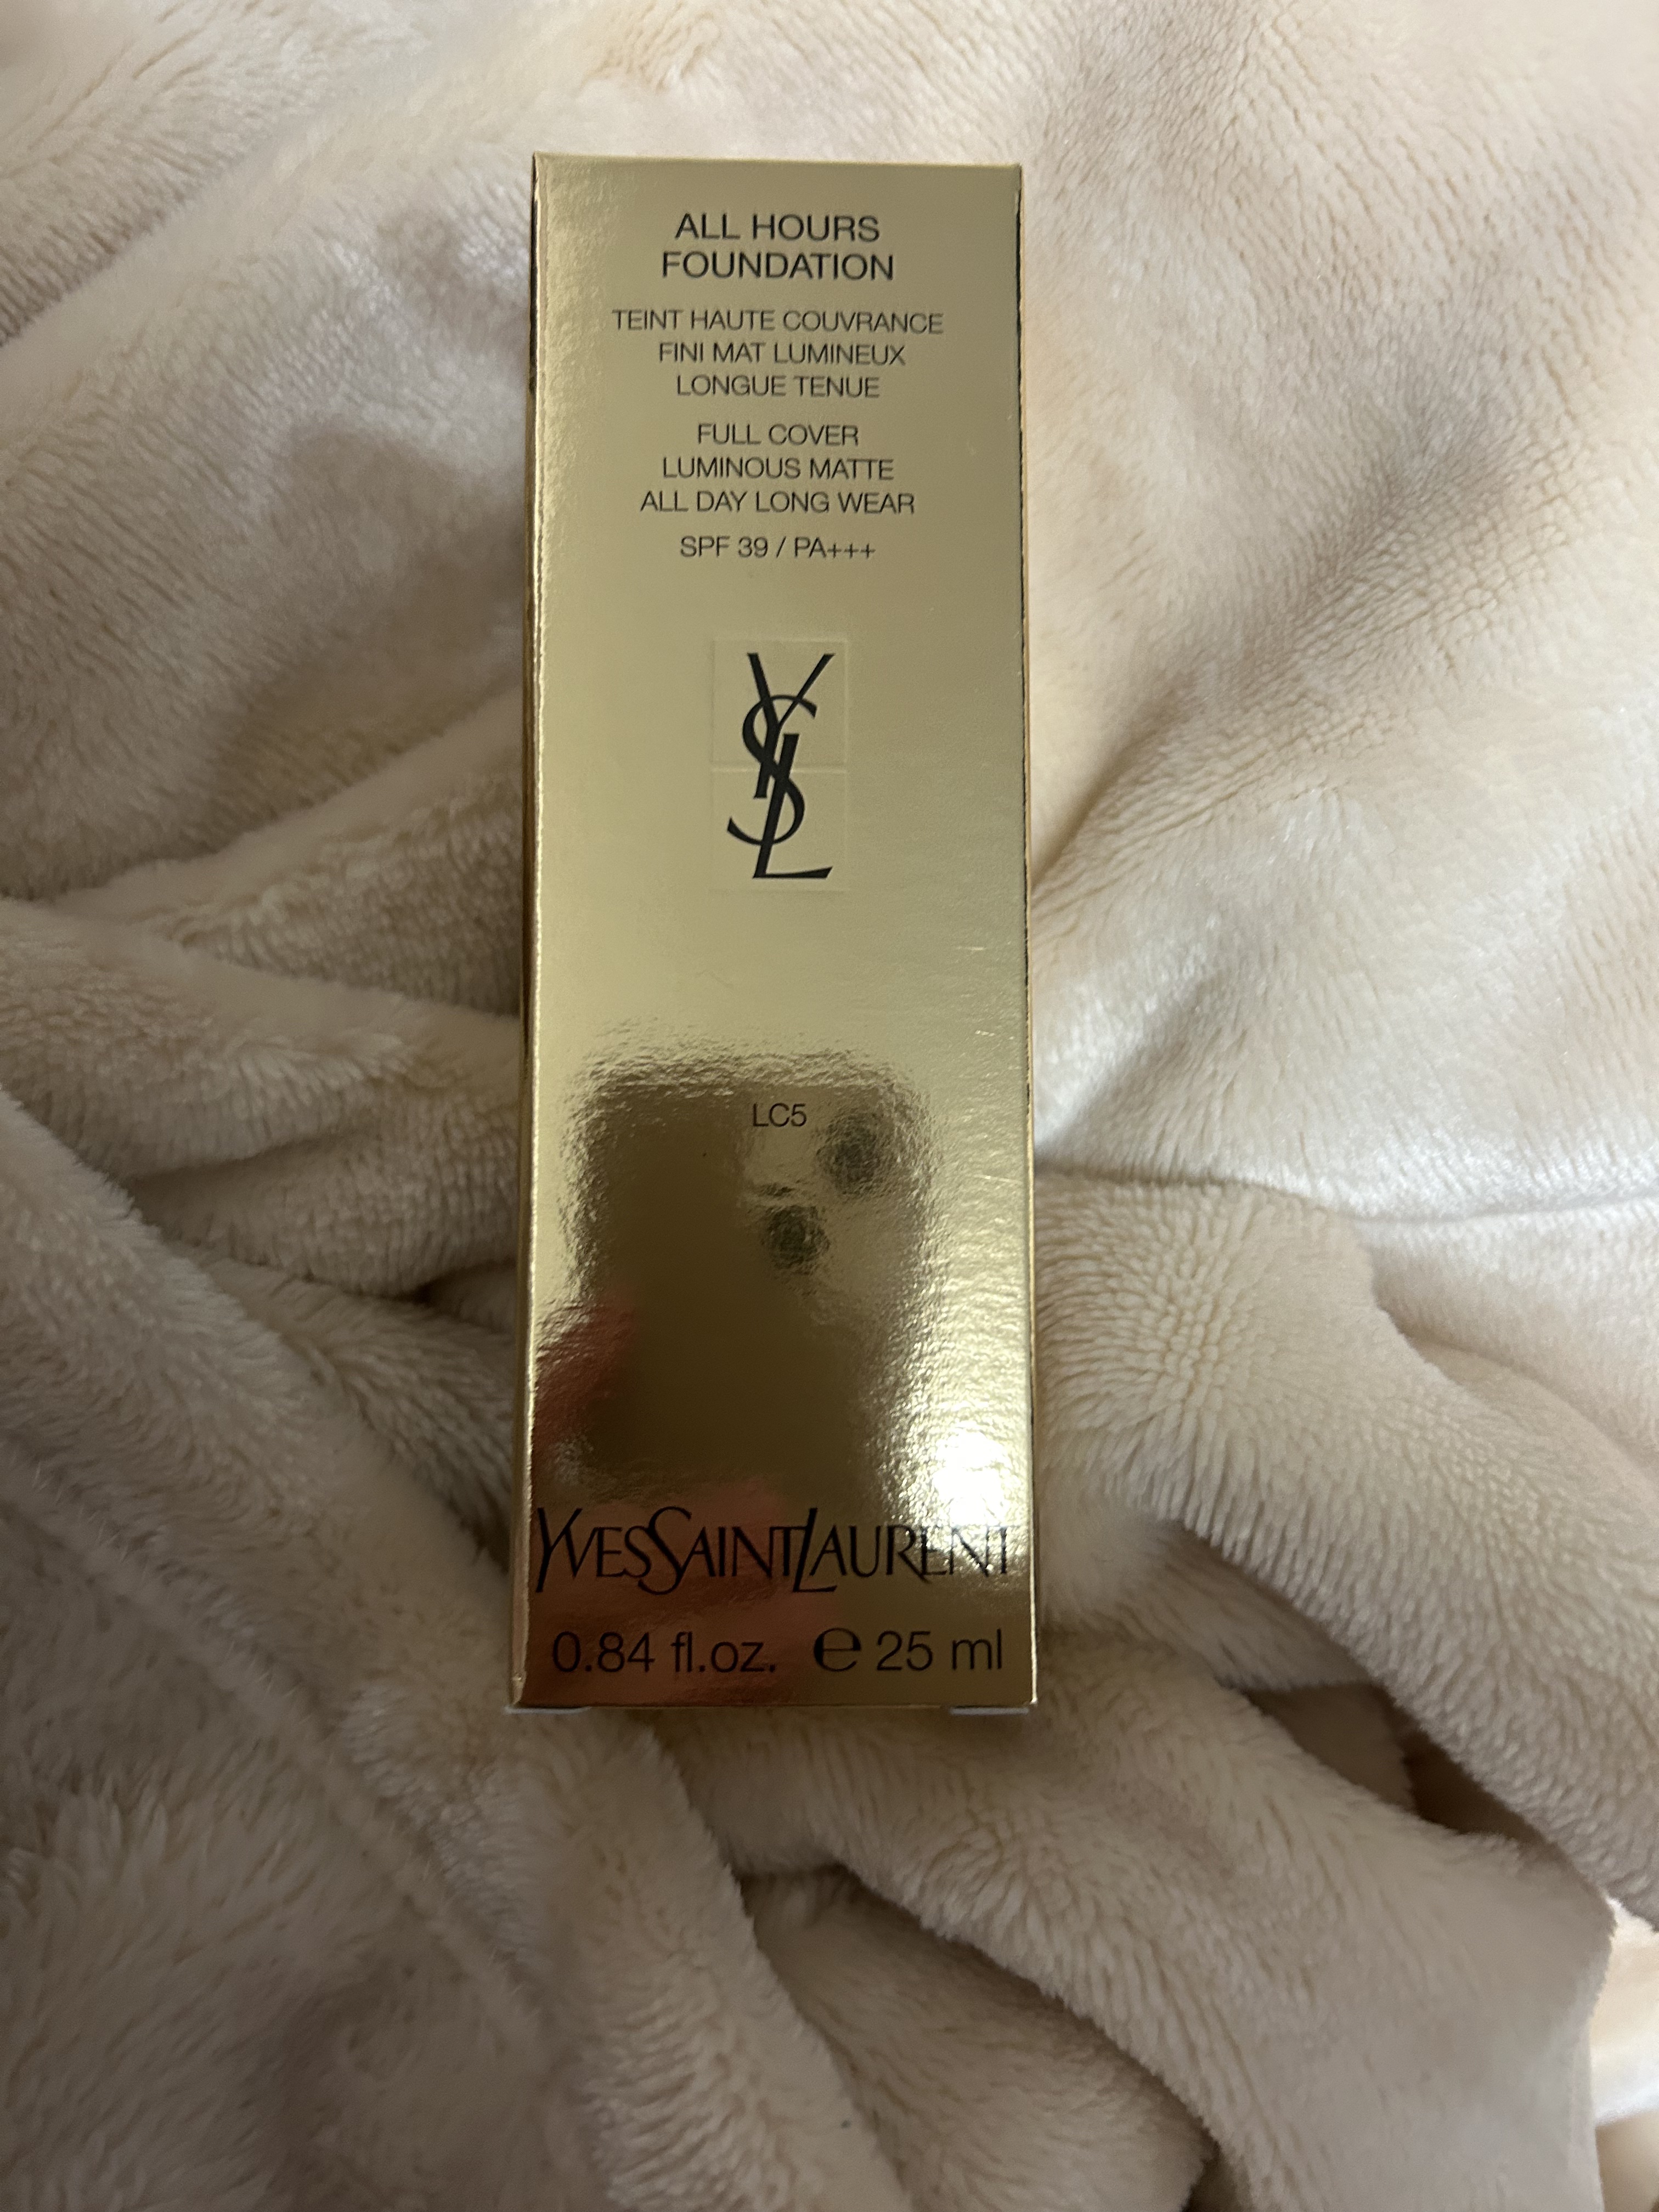 ALL HOURS
FOUNDATION
TEINT HAUTE COUVRANCE
FINI MAT LUMINEUX
LONGUE TENUE
FULL COVER
LUMINOUS MATTE
ALL DAY LONG WEAR
SPF 39 / PA+++
YSL
LC5
YVESSAINTLAURENT
0.84 fl.oz. ℮ 25 ml